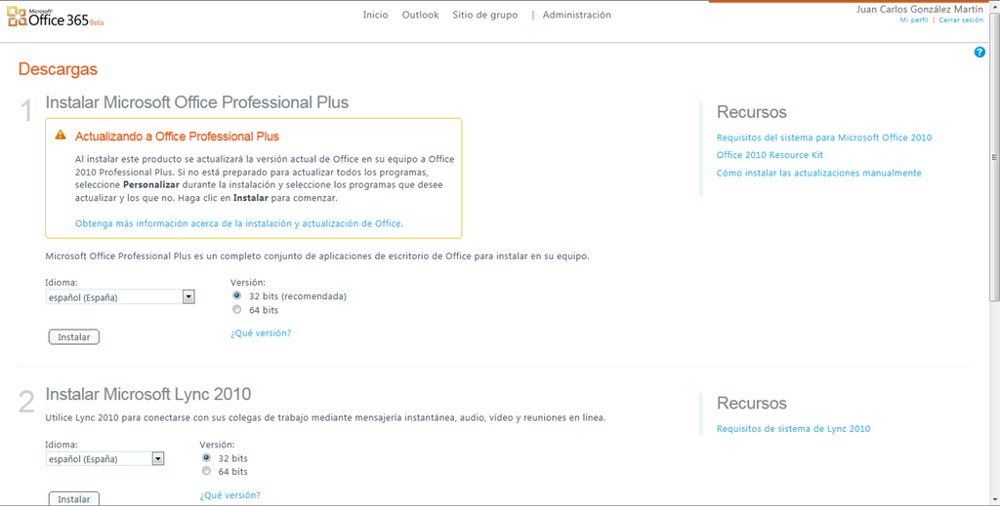 Microsoft
Office 365 Beta
Inicio Outlook Sitio de grupo | Administración
Juan Carlos González Martín
Mi perfil | Cerrar sesión
?
Descargas
1 Instalar Microsoft Office Professional Plus
Actualizando a Office Professional Plus
Al instalar este producto se actualizará la versión actual de Office en su equipo a Office
2010 Professional Plus. Si no está preparado para actualizar todos los programas,
seleccione Personalizar durante la instalación y seleccione los programas que desee
actualizar y los que no. Haga clic en Instalar para comenzar.
Obtenga más información acerca de la instalación y actualización de Office.
Microsoft Office Professional Plus es un completo conjunto de aplicaciones de escritorio de Office para instalar en su equipo.
Idioma:
español (España)
Versión:
32 bits (recomendada)
64 bits
¿Qué versión?
Instalar
Recursos
Requisitos del sistema para Microsoft Office 2010
Office 2010 Resource Kit
Cómo instalar las actualizaciones manualmente
2 Instalar Microsoft Lync 2010
Utilice Lync 2010 para conectarse con sus colegas de trabajo mediante mensajería instantánea, audio, vídeo y reuniones en línea.
Idioma:
español (España)
Versión:
32 bits
64 bits
¿Qué versión?
Instalar
Recursos
Requisitos de sistema de Lync 2010